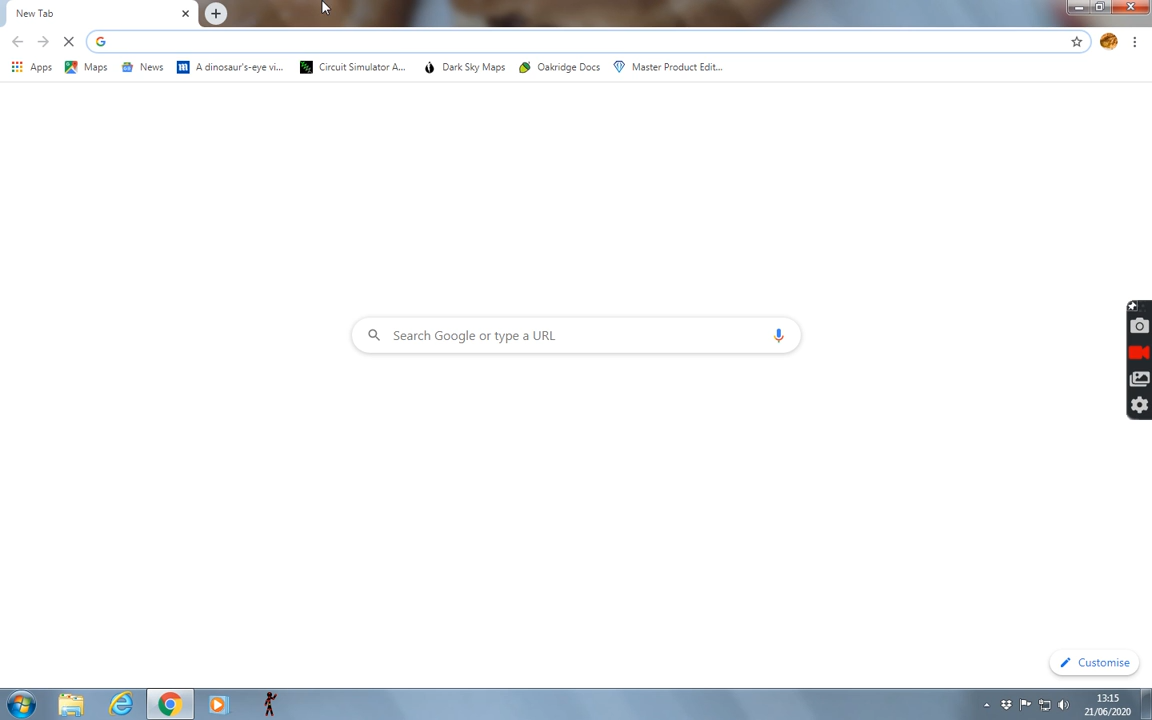 New Tab
Apps Maps News A dinosaur's-eye vi... Circuit Simulator A... Dark Sky Maps Oakridge Docs Master Product Edit...
Search Google or type a URL
Customise
13:15
21/06/2020